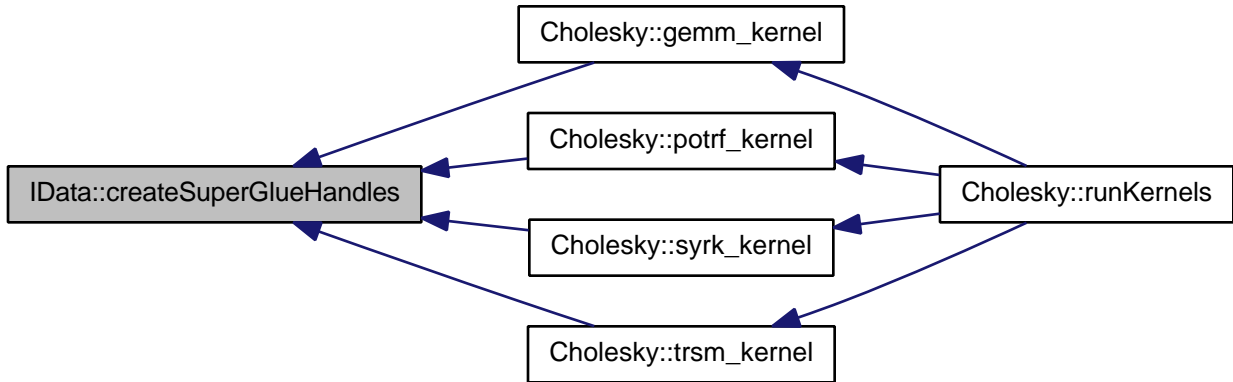 Cholesky::gemm_kernel
Cholesky::potrf_kernel
IData::createSuperGlueHandles
Cholesky::runKernels
Cholesky::syrk_kernel
Cholesky::trsm_kernel